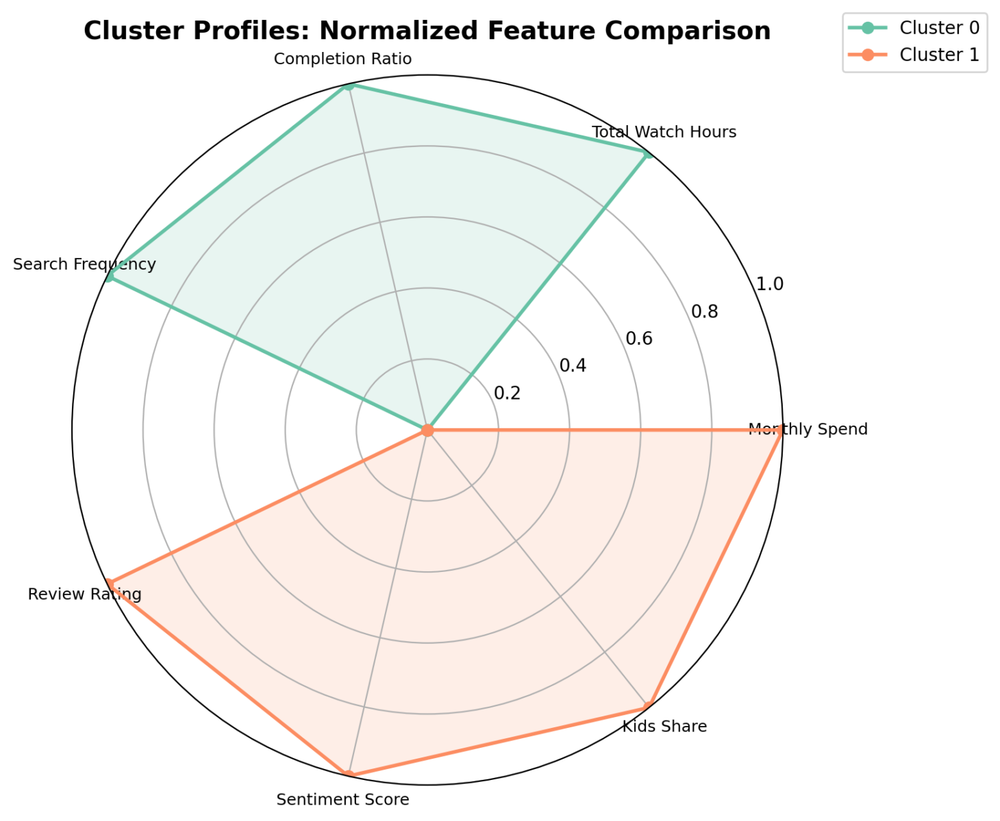 Cluster Profiles: Normalized Feature Comparison
Cluster 0
Cluster 1
Completion Ratio
Total Watch Hours
Search Frequency
1.0
0.8
0.6
0.4
0.2
Monthly Spend
Review Rating
Kids Share
Sentiment Score